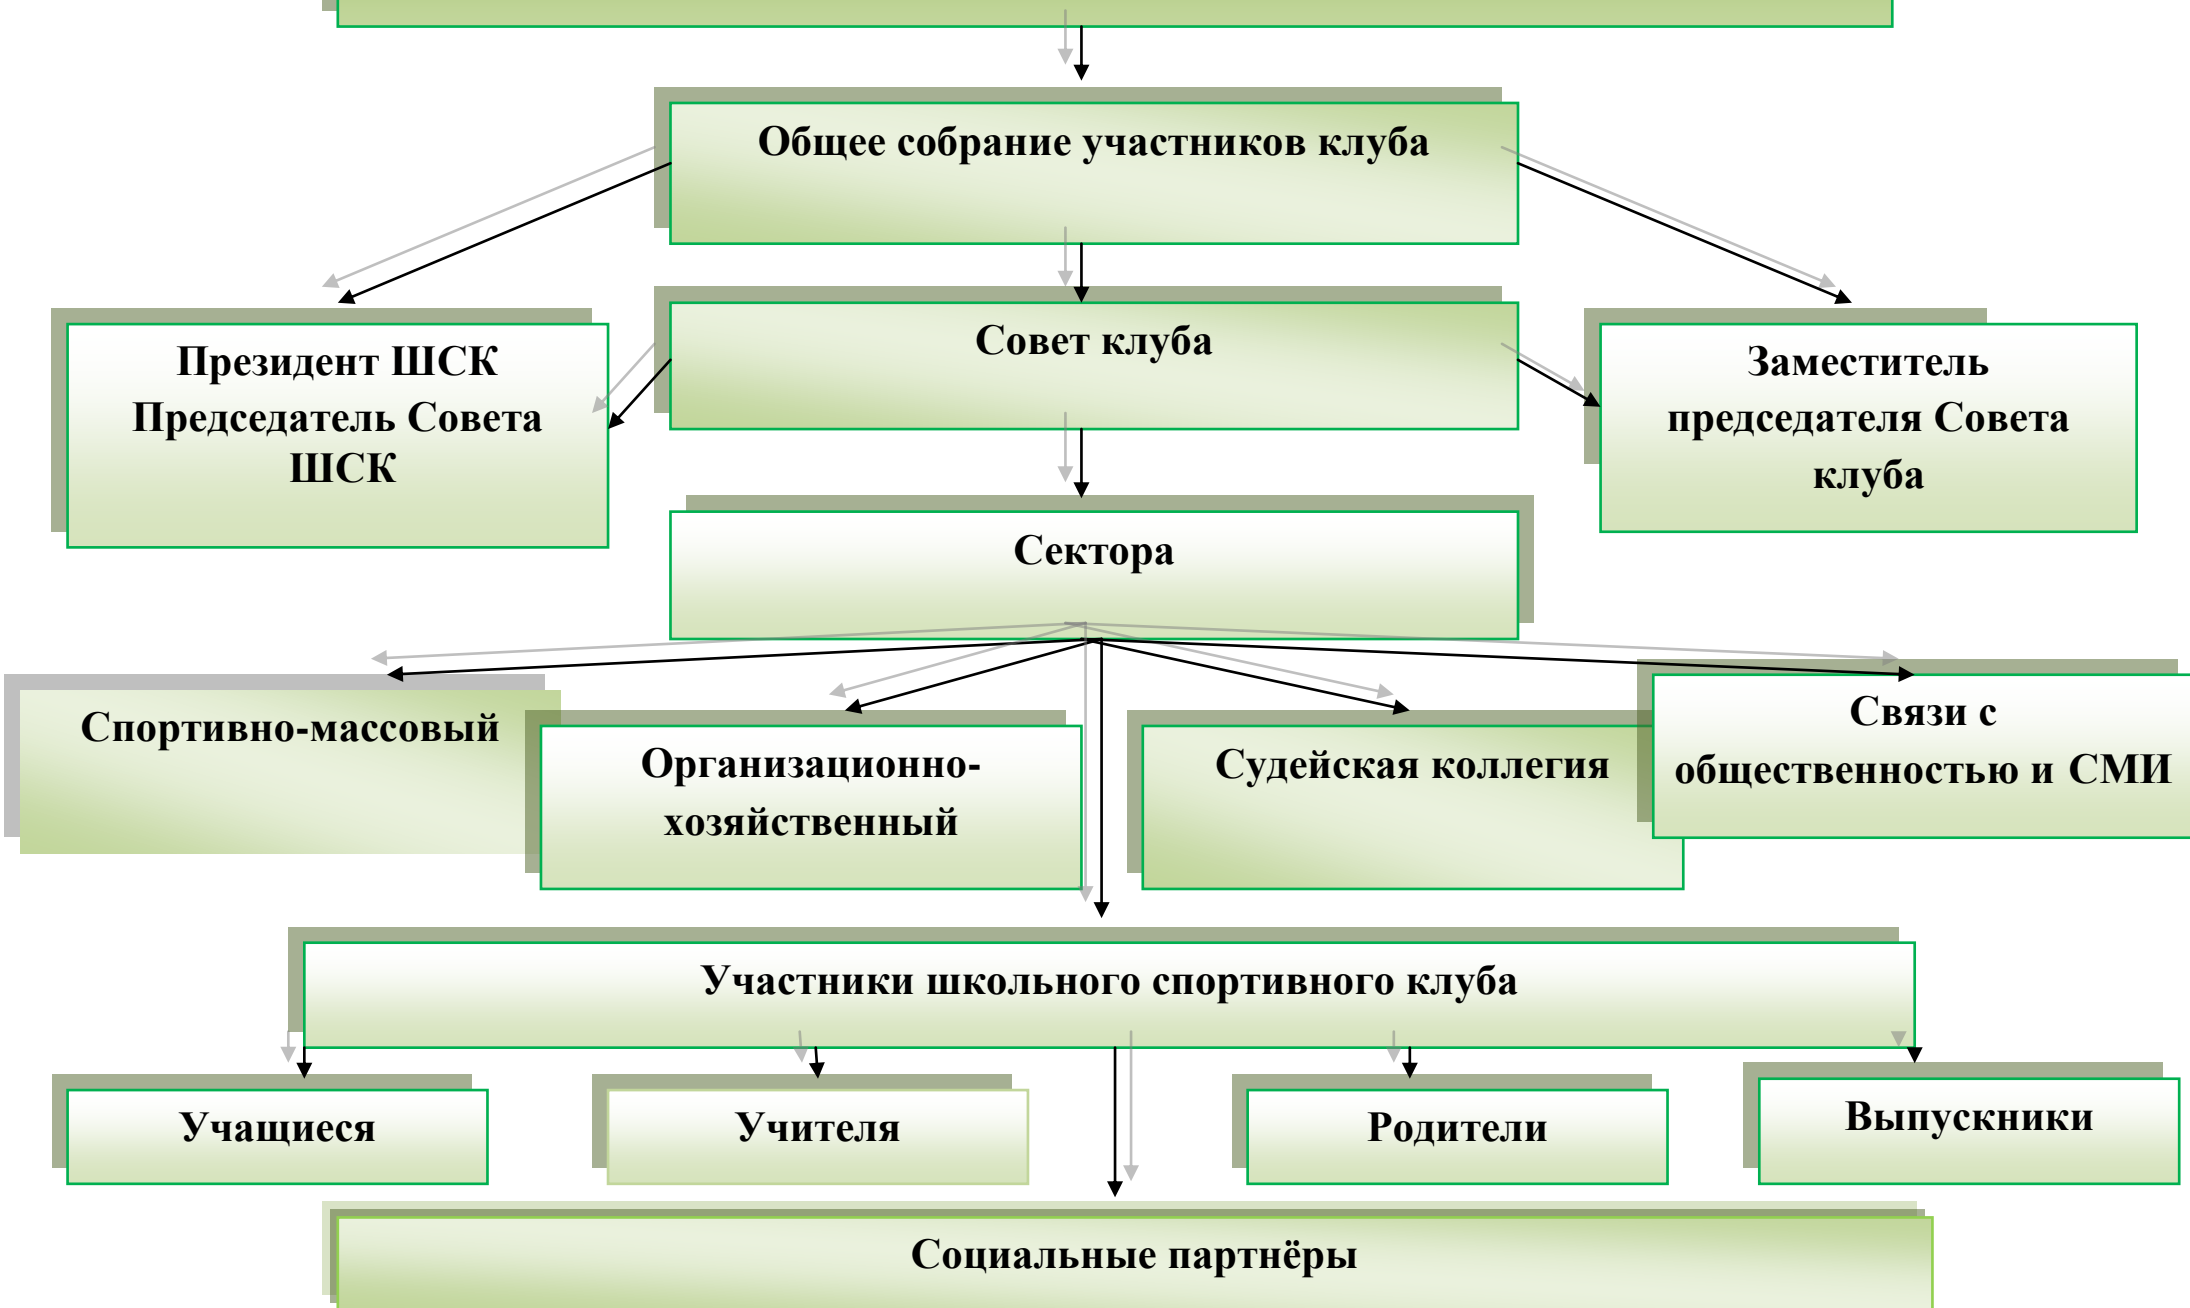 Общее собрание участников клуба
Совет клуба
Президент ШСК
Председатель Совета
ШСК
Заместитель
председателя Совета
клуба
Сектора
Спортивно-массовый
Организационно-
хозяйственный
Судейская коллегия
Связи с
общественностью и СМИ
Участники школьного спортивного клуба
Учащиеся
Учителя
Родители
Выпускники
Социальные партнёры